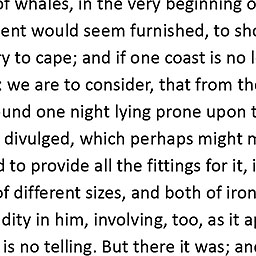 of whales, in the very beginning o
ent would seem furnished, to sho
ry to cape; and if one coast is no l
; we are to consider, that from the
ound one night lying prone upon t
divulged, which perhaps might m
d to provide all the fittings for it, i
of different sizes, and both of iron
dity in him, involving, too, as it a
is no telling. But there it was; an